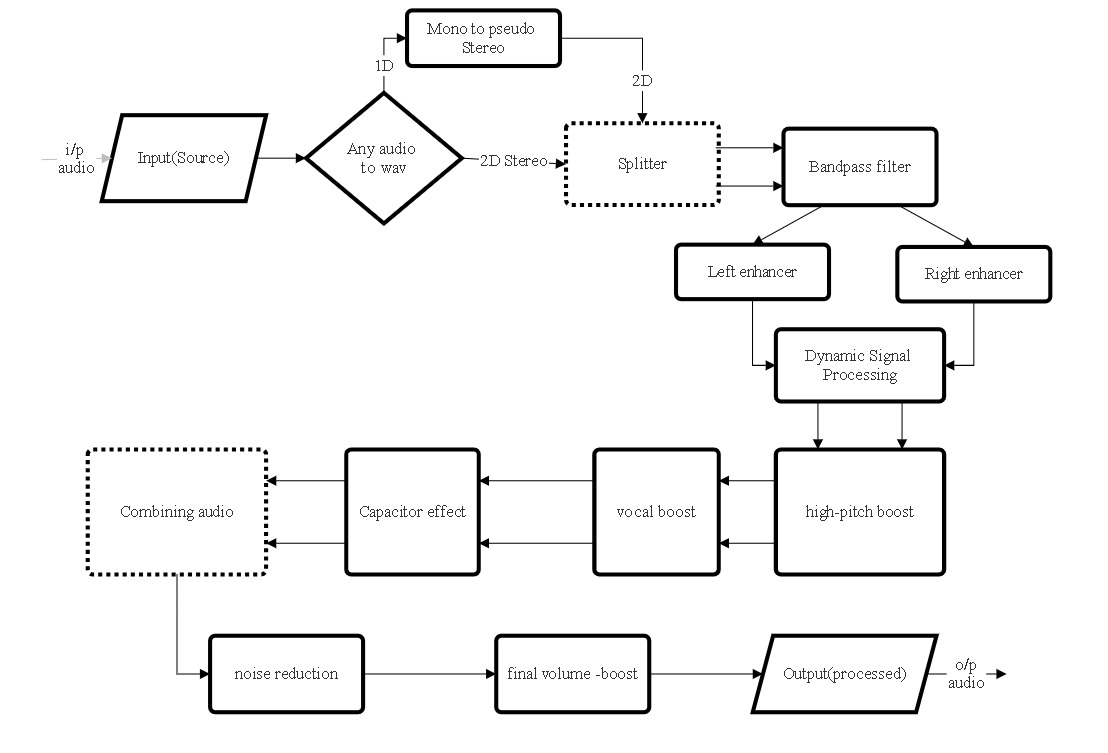 Mono to pseudo
Stereo
1D
2D
i/p
audio
Input(Source)
Any audio
to wav
2D Stereo
Splitter
Bandpass filter
Left enhancer
Right enhancer
Dynamic Signal
Processing
Combining audio
Capacitor effect
vocal boost
high-pitch boost
noise reduction
final volume -boost
Output(processed)
o/p
audio